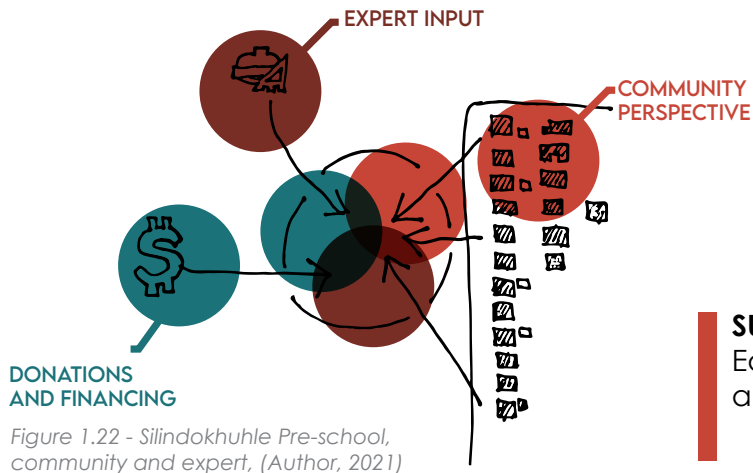 EXPERT INPUT
COMMUNITY
PERSPECTIVE
$
DONATIONS
AND FINANCING
Figure 1.22 - Silindokhuhle Pre-school,
community and expert, (Author, 2021)